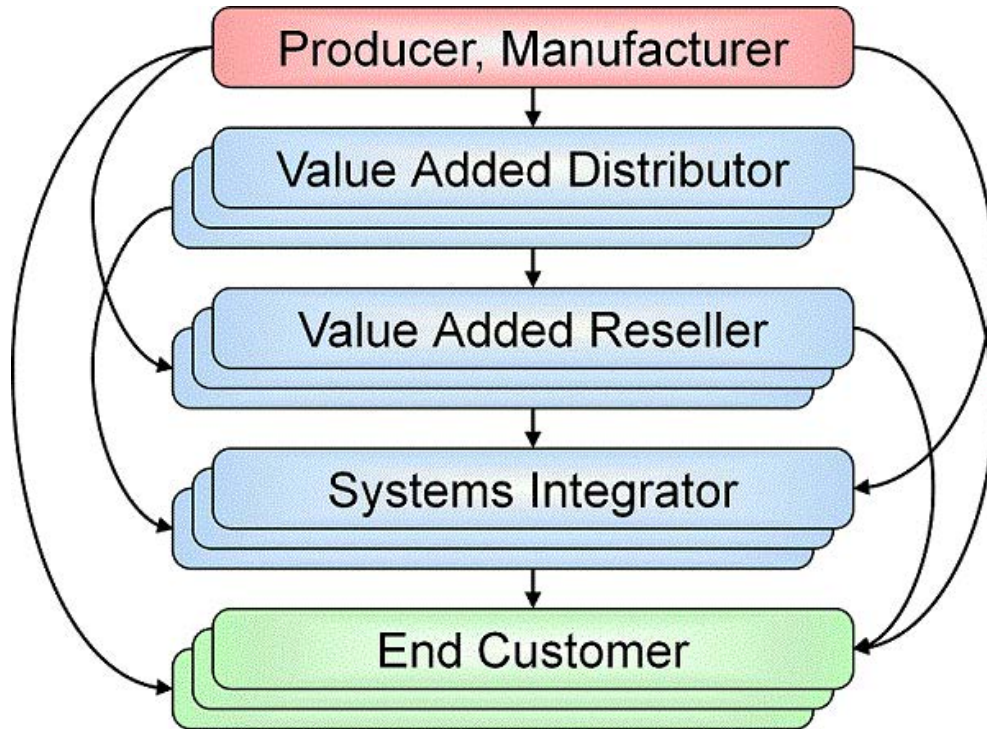 Producer, Manufacturer
Value Added Distributor
Value Added Reseller
Systems Integrator
End Customer